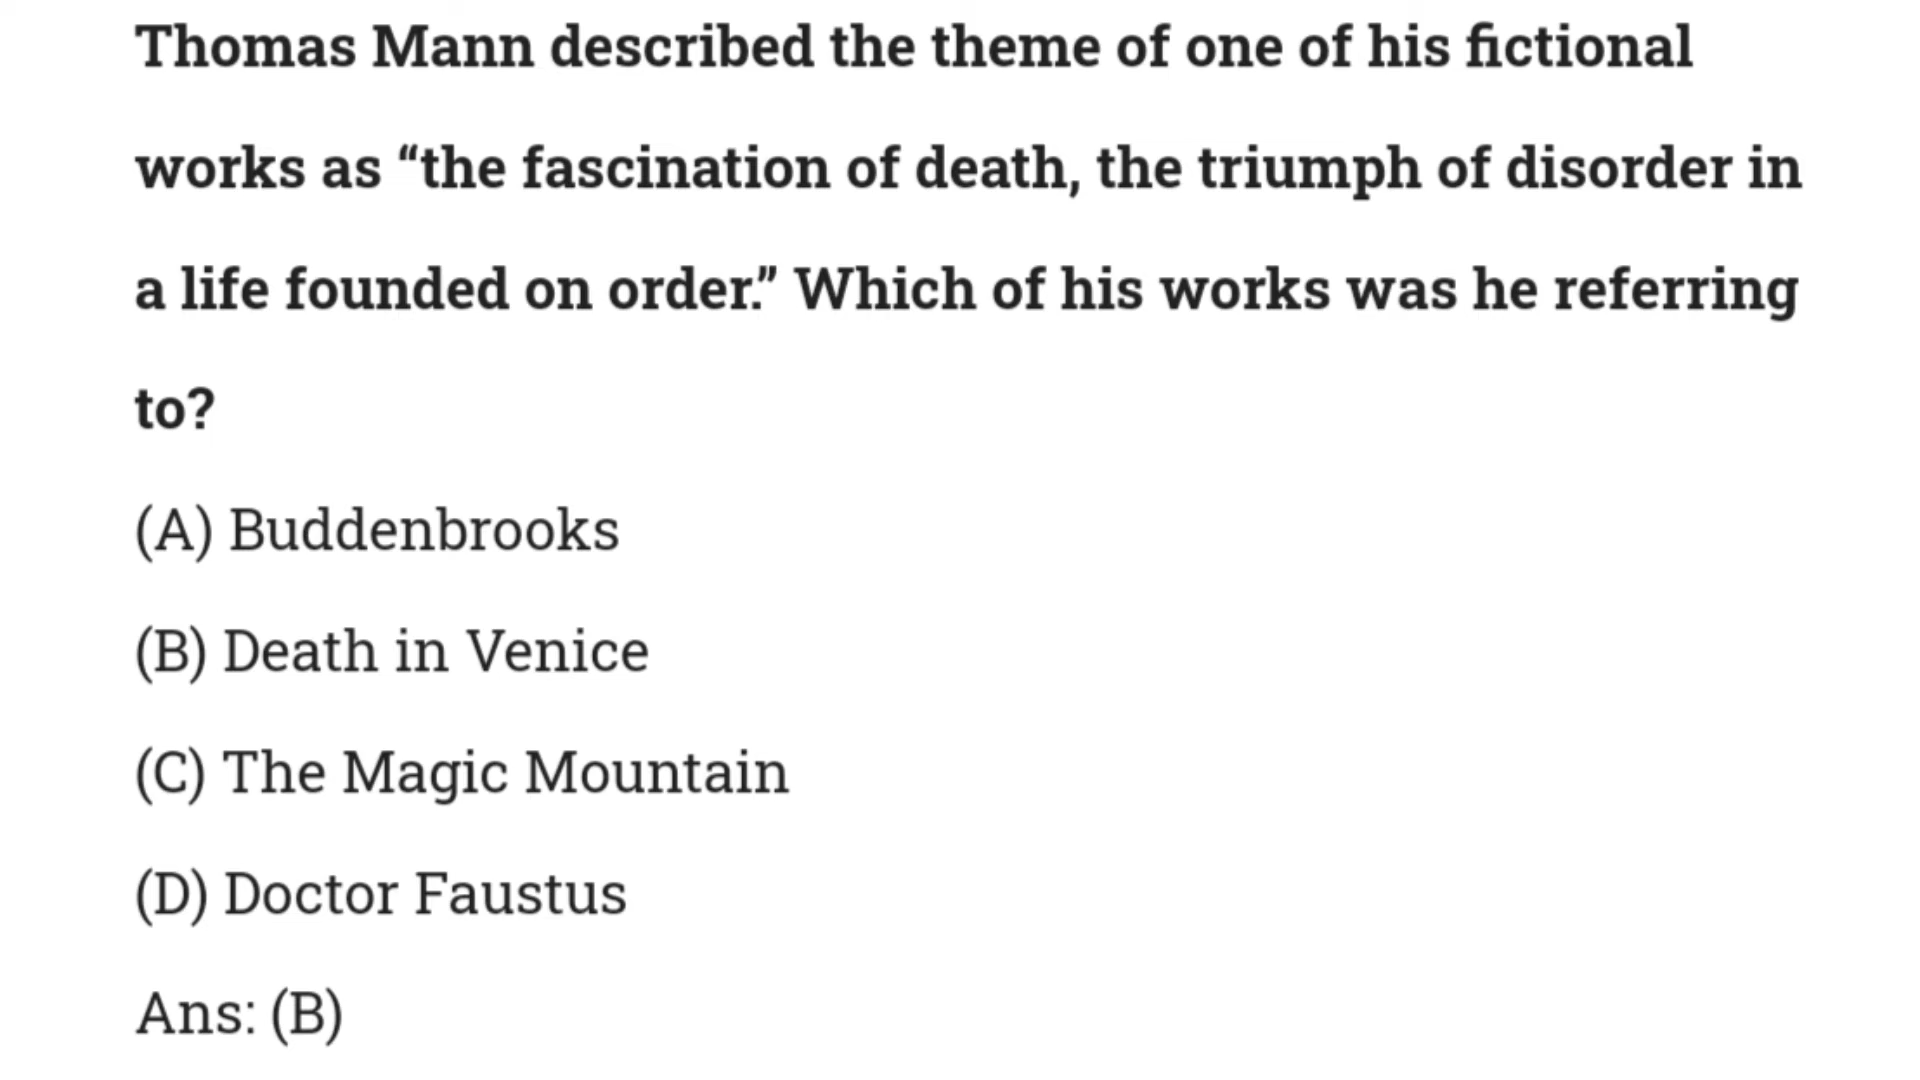 Thomas Mann described the theme of one of his fictional
works as “the fascination of death, the triumph of disorder in
a life founded on order.” Which of his works was he referring
to?
(A) Buddenbrooks
(B) Death in Venice
(C) The Magic Mountain
(D) Doctor Faustus
Ans: (B)